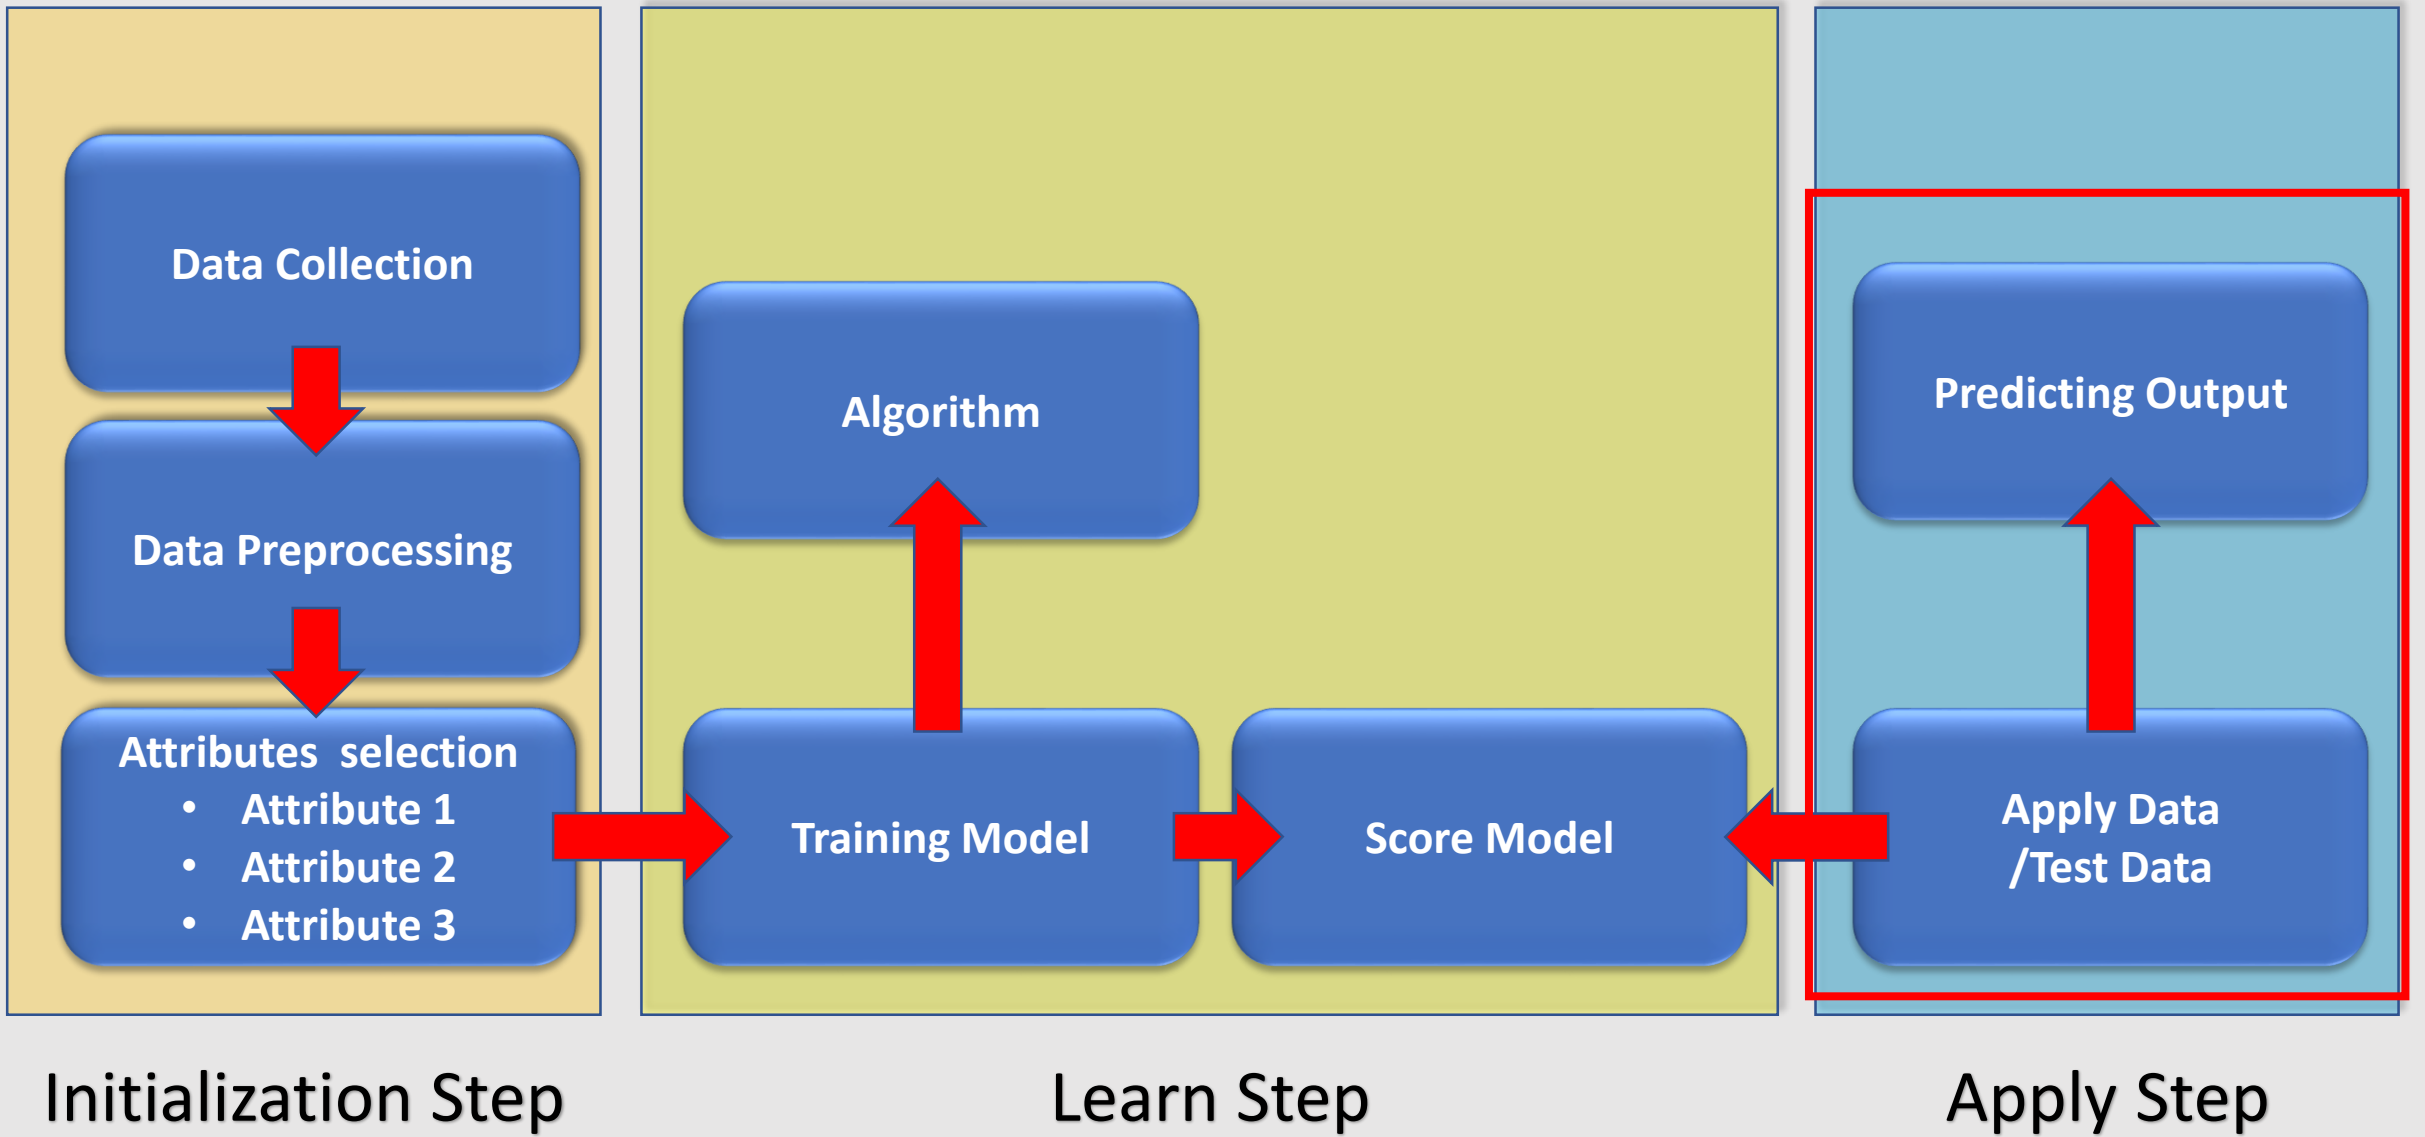 Data Collection
Data Preprocessing
Attributes selection
• Attribute 1
• Attribute 2
• Attribute 3
Algorithm
Training Model
Score Model
Predicting Output
Apply Data
/Test Data
Initialization Step
Learn Step
Apply Step